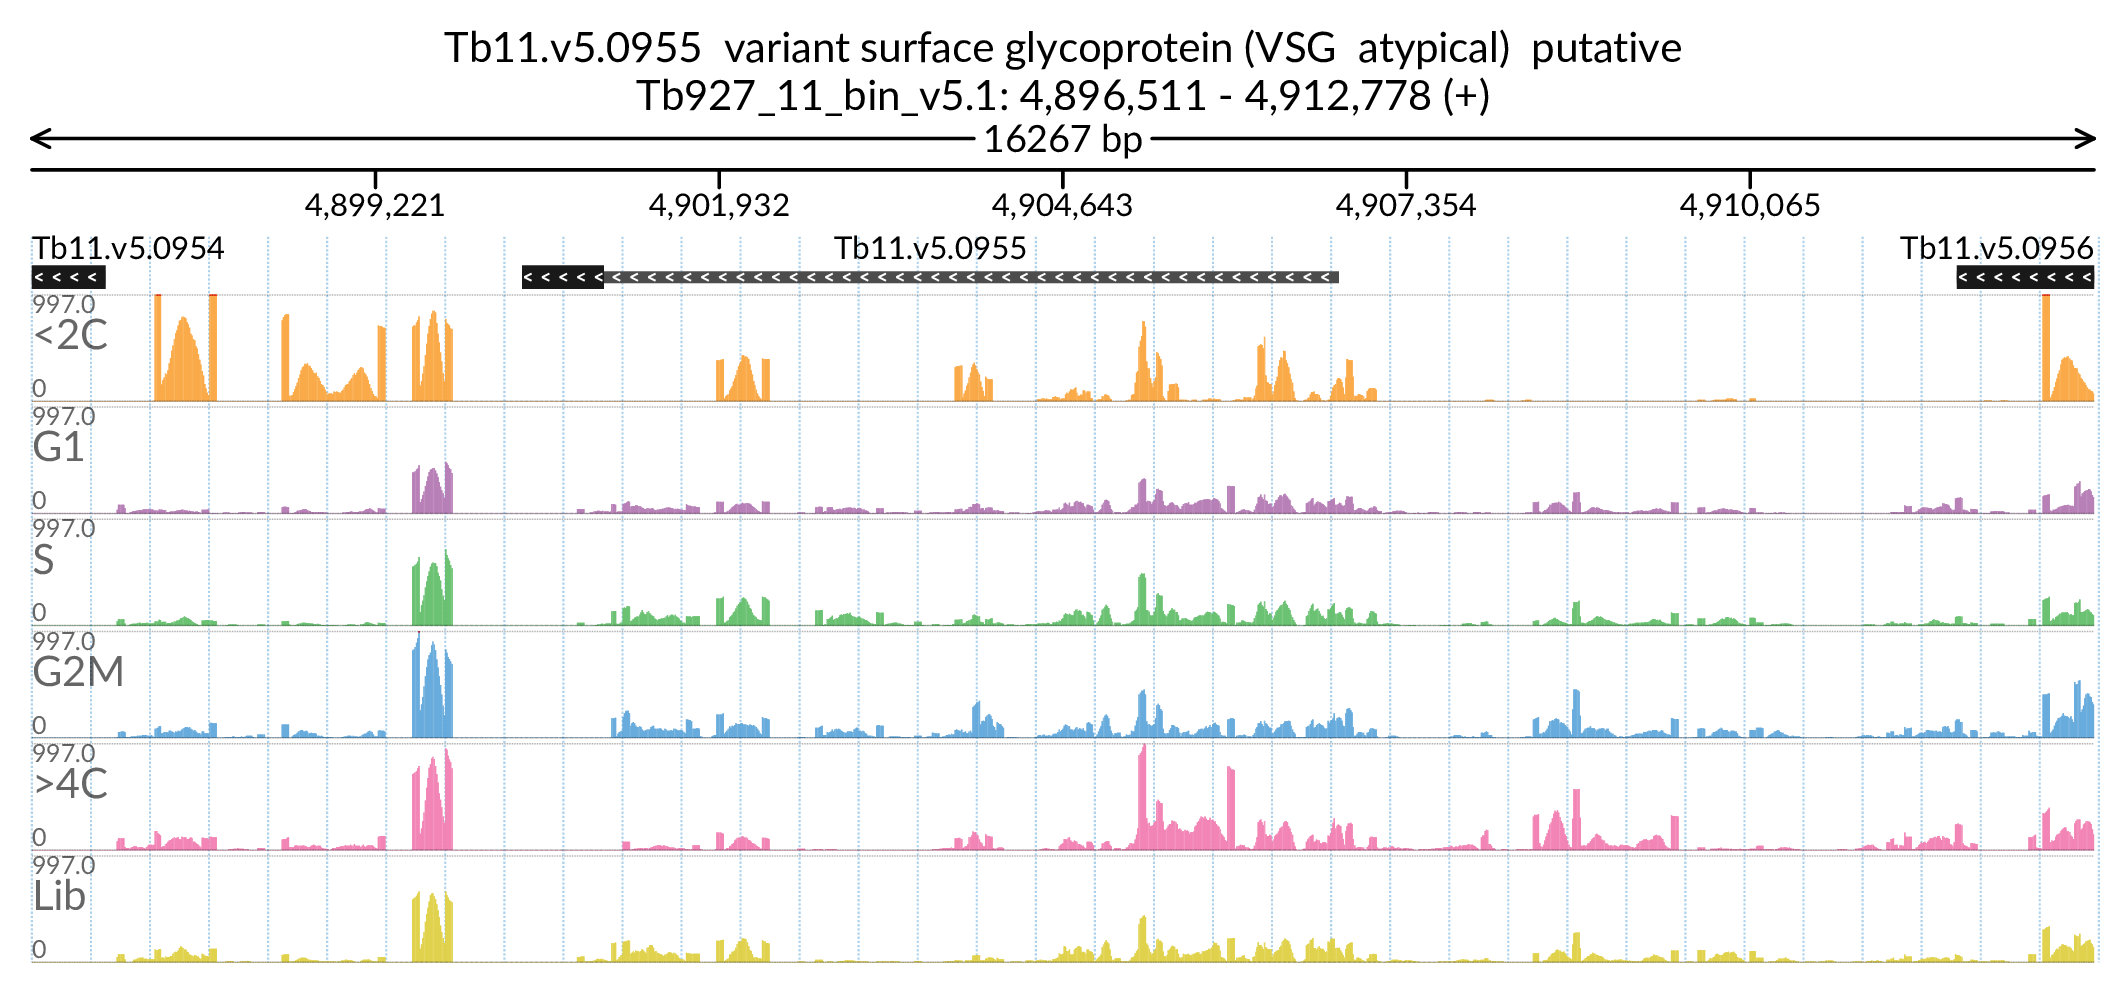 Tb11.v5.0955  variant surface glycoprotein (VSG  atypical)  putative
Tb927_11_bin_v5.1: 4,896,511 - 4,912,778 (+)
16267 bp
4,899,221 4,901,932 4,904,643 4,907,354 4,910,065
Tb11.v5.0954 Tb11.v5.0955 Tb11.v5.0956
997.0
<2C
0
997.0
G1
0
997.0
S
0
997.0
G2M
0
997.0
>4C
0
997.0
Lib
0